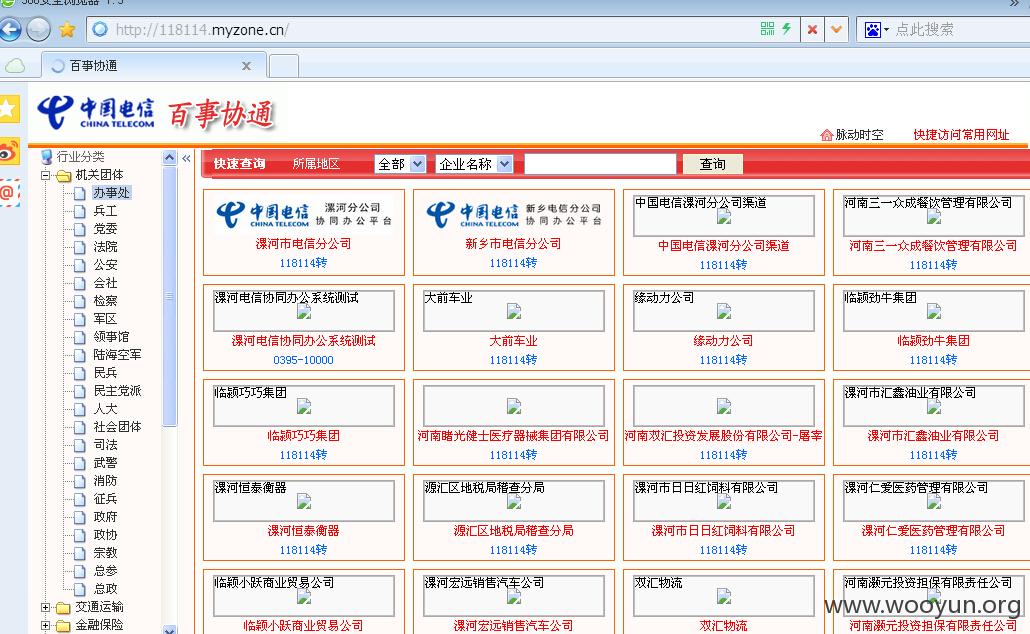 360安全浏览器 4.5
http://118114.myzone.cn/
点此搜索
百事协通
中国电信 CHINA TELECOM 百事协通
脉动时空 快捷访问常用网址
行业分类
机关团体
办事处
兵工
党委
法院
公安
会社
检察
军区
领事馆
陆海空军
民兵
民主党派
人大
社会团体
司法
武警
消防
征兵
政府
政协
宗教
总参
总政
交通运输
金融保险
快速查询 所属地区 全部 企业名称 查询
中国电信 CHINA TELECOM 漯河分公司 协同办公平台
漯河市电信分公司
118114转
中国电信 CHINA TELECOM 新乡电信分公司 协同办公平台
新乡市电信分公司
118114转
中国电信漯河分公司渠道
中国电信漯河分公司渠道
118114转
河南三一众成餐饮管理有限公司
河南三一众成餐饮管理有限公司
118114转
漯河电信协同办公系统测试
漯河电信协同办公系统测试
0395-10000
大前车业
大前车业
118114转
缘动力公司
缘动力公司
118114转
临颍劲牛集团
临颍劲牛集团
118114转
临颍巧巧集团
临颍巧巧集团
118114转
河南曙光健士医疗器械集团有限公司
118114转
河南双汇投资发展股份有限公司-屠宰
118114转
漯河市汇鑫油业有限公司
漯河市汇鑫油业有限公司
118114转
漯河恒泰衡器
漯河恒泰衡器
118114转
源汇区地税局稽查分局
源汇区地税局稽查分局
118114转
漯河市日日红饲料有限公司
漯河市日日红饲料有限公司
118114转
漯河仁爱医药管理有限公司
漯河仁爱医药管理有限公司
118114转
临颍小跃商业贸易公司
临颍小跃商业贸易公司
漯河宏远销售汽车公司
漯河宏远销售汽车公司
双汇物流
双汇物流
河南灏元投资担保有限责任公司
河南灏元投资担保有限责任公司
www.wooyun.org